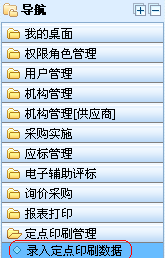 导航
我的桌面
权限角色管理
用户管理
机构管理
机构管理[供应商]
采购实施
应标管理
电子辅助评标
询价采购
报表打印
定点印刷管理
录入定点印刷数据